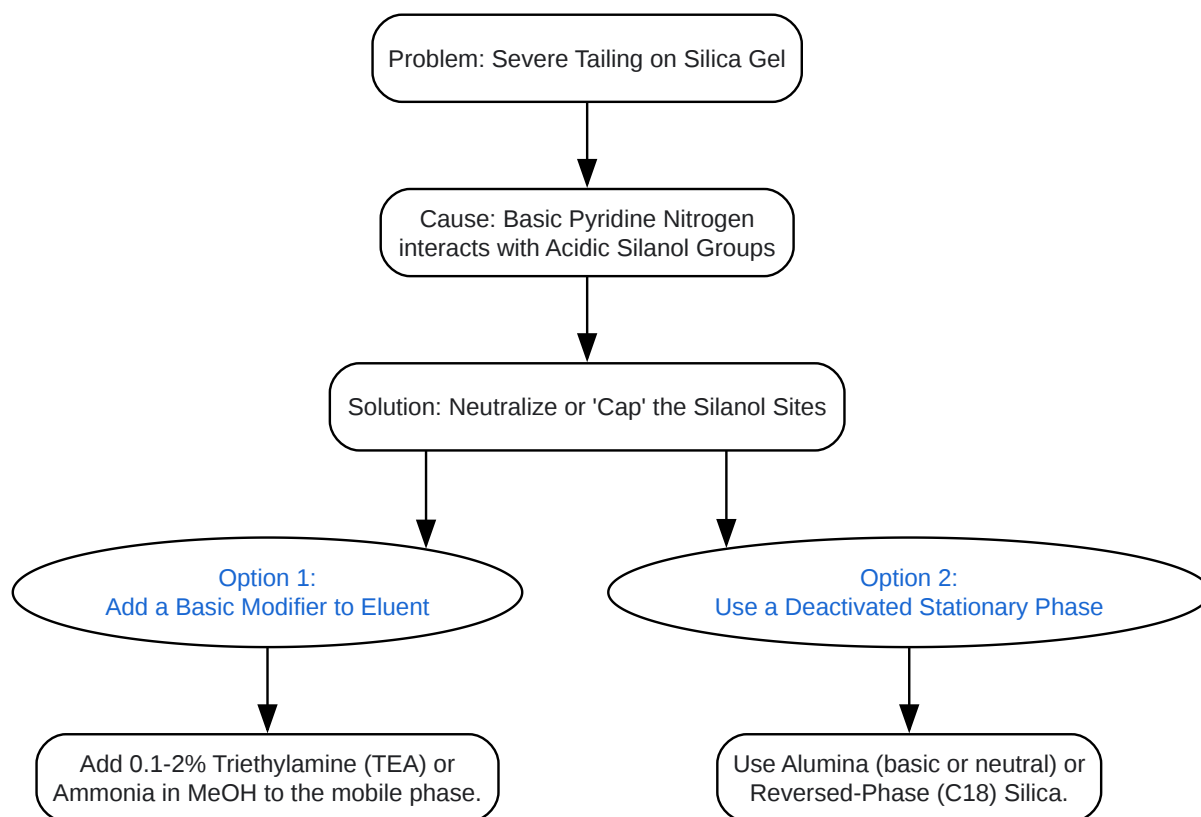 Problem: Severe Tailing on Silica Gel
Cause: Basic Pyridine Nitrogen
interacts with Acidic Silanol Groups
Solution: Neutralize or 'Cap' the Silanol Sites
Option 1:
Add a Basic Modifier to Eluent
Option 2:
Use a Deactivated Stationary Phase
Add 0.1-2% Triethylamine (TEA) or
Ammonia in MeOH to the mobile phase.
Use Alumina (basic or neutral) or
Reversed-Phase (C18) Silica.